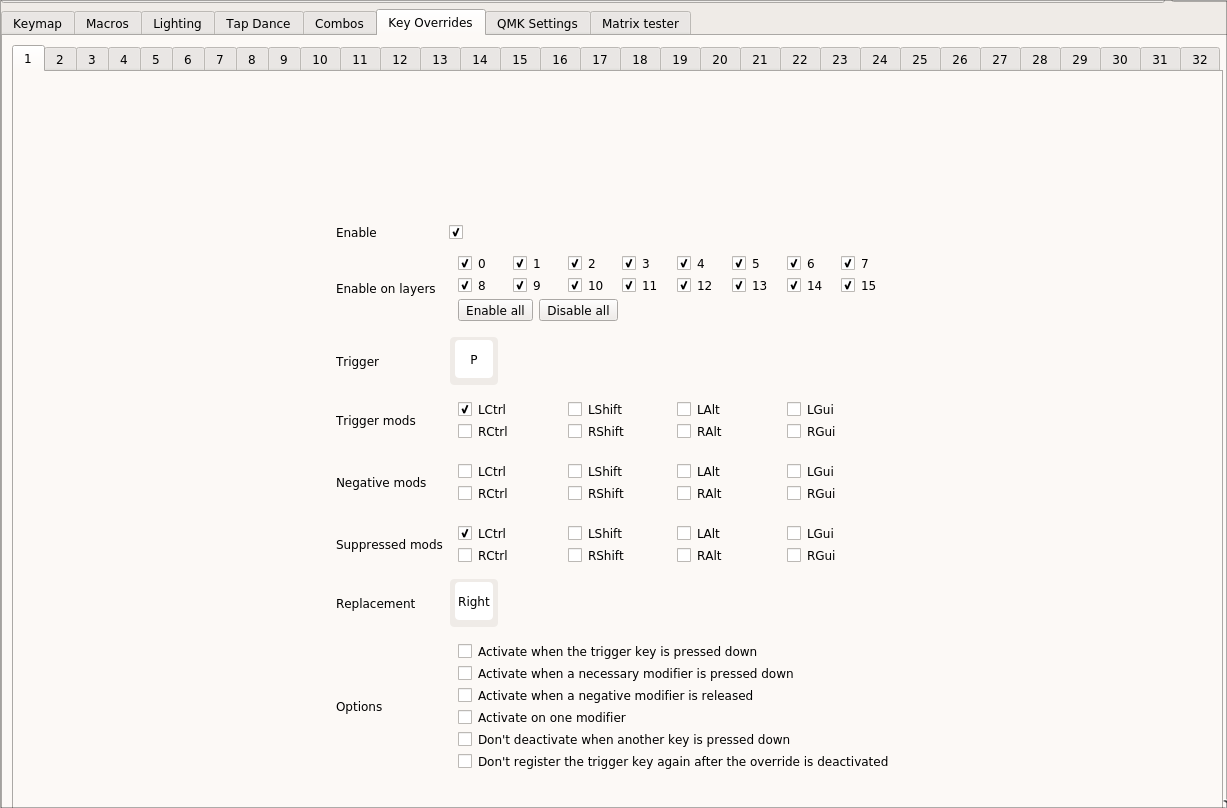 Keymap Macros Lighting Tap Dance Combos Key Overrides QMK Settings Matrix tester
1 2 3 4 5 6 7 8 9 10 11 12 13 14 15 16 17 18 19 20 21 22 23 24 25 26 27 28 29 30 31 32
Enable
0 1 2 3 4 5 6 7
Enable on layers
8 9 10 11 12 13 14 15
Enable all Disable all
Trigger P
LCtrl LShift LAlt LGui
Trigger mods
RCtrl RShift RAlt RGui
LCtrl LShift LAlt LGui
Negative mods
RCtrl RShift RAlt RGui
LCtrl LShift LAlt LGui
Suppressed mods
RCtrl RShift RAlt RGui
Replacement Right
Activate when the trigger key is pressed down
Activate when a necessary modifier is pressed down
Activate when a negative modifier is released
Options
Activate on one modifier
Don't deactivate when another key is pressed down
Don't register the trigger key again after the override is deactivated